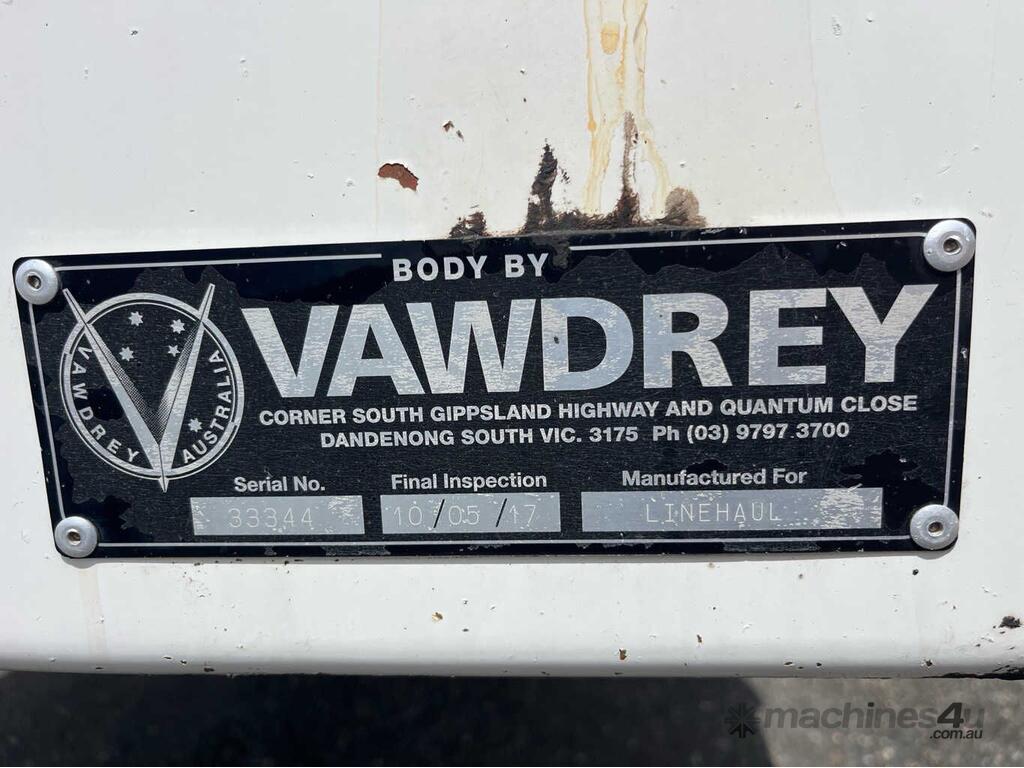 BODY BY
VAWDREY
VAWDREY AUSTRALIA
CORNER SOUTH GIPPSLAND HIGHWAY AND QUANTUM CLOSE
DANDENONG SOUTH VIC. 3175 Ph (03) 9797 3700
Serial No. Final Inspection Manufactured For
33344 10/05/17 LINEHAUL
machines4u
.com.au